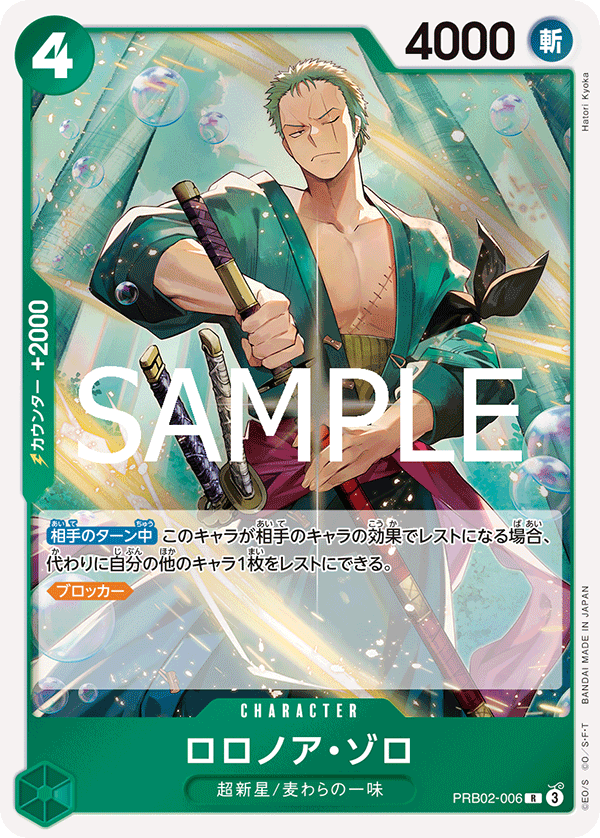 4
4000 斬
Hatori Kyoka
カウンター +2000
SAMPLE
相手のターン中 このキャラが相手のキャラの効果でレストになる場合、
代わりに自分の他のキャラ1枚をレストにできる。
ブロッカー
CHARACTER
ロロノア・ゾロ
超新星/麦わらの一味
PRB02-006 R 3
©E.O/S ©O/S・F・T BANDAI MADE IN JAPAN